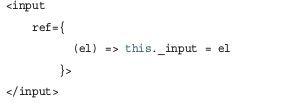 <input
    ref={
        (el) => this._input = el
    }>
</input>